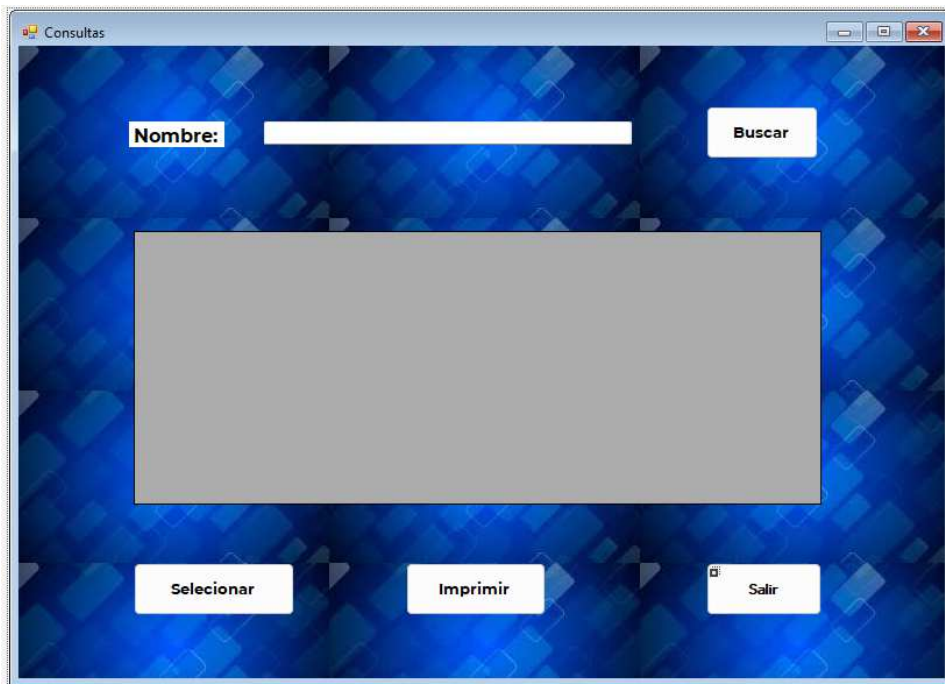 Consultas
Nombre:
Buscar
Selecionar
Imprimir
Salir